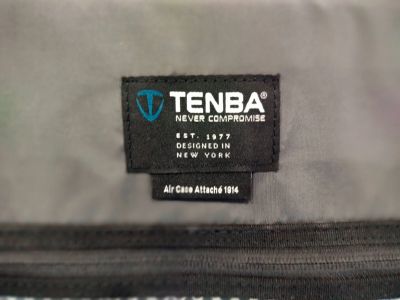 TENBA®
NEVER COMPROMISE
EST. 1977
DESIGNED IN
NEW YORK
Air Case Attaché 1914